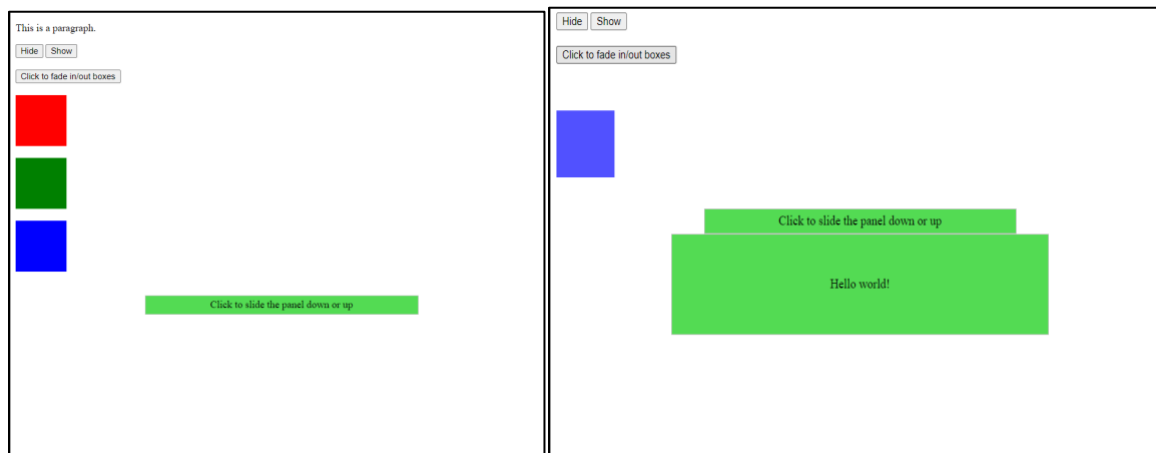 This is a paragraph.
Hide Show
Click to fade in/out boxes
Click to slide the panel down or up
Hide Show
Click to fade in/out boxes
Click to slide the panel down or up
Hello world!